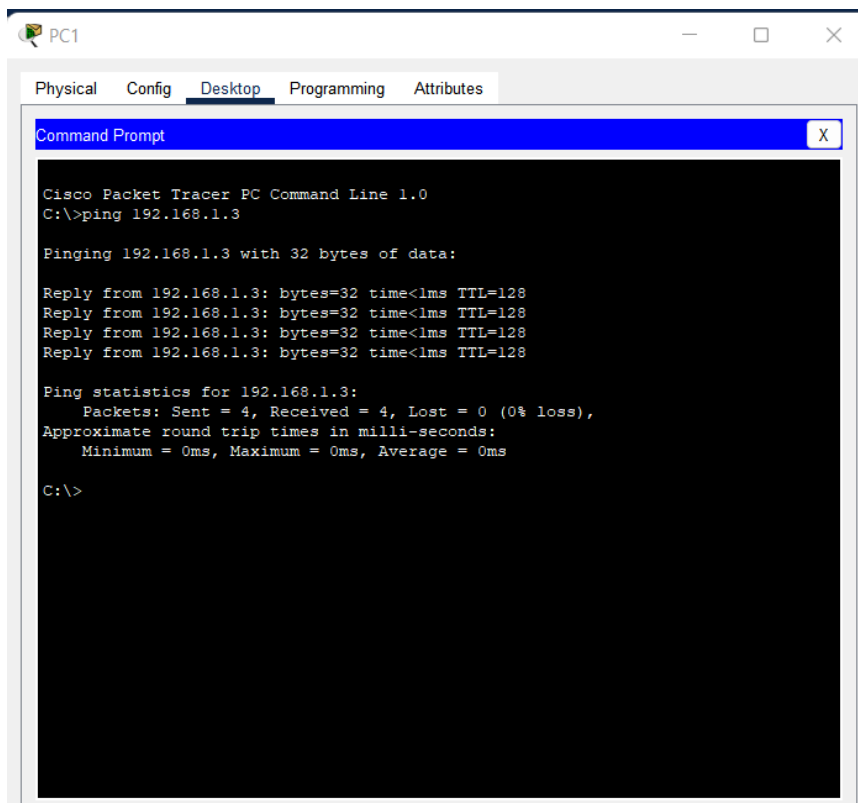 PC1
Physical Config Desktop Programming Attributes
Command Prompt X
Cisco Packet Tracer PC Command Line 1.0
C:\>ping 192.168.1.3
Pinging 192.168.1.3 with 32 bytes of data:
Reply from 192.168.1.3: bytes=32 time<1ms TTL=128
Reply from 192.168.1.3: bytes=32 time<1ms TTL=128
Reply from 192.168.1.3: bytes=32 time<1ms TTL=128
Reply from 192.168.1.3: bytes=32 time<1ms TTL=128
Ping statistics for 192.168.1.3:
Packets: Sent = 4, Received = 4, Lost = 0 (0% loss),
Approximate round trip times in milli-seconds:
Minimum = 0ms, Maximum = 0ms, Average = 0ms
C:\>